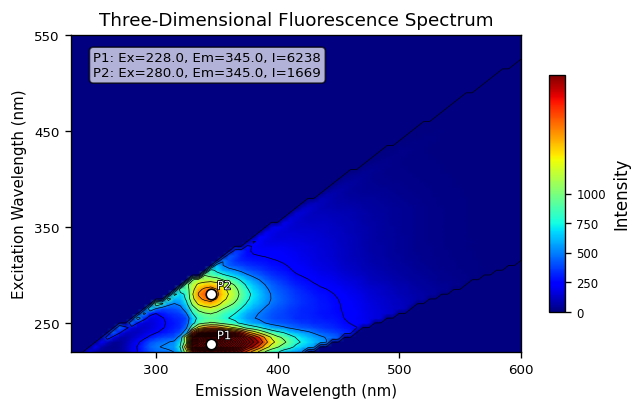 Three-Dimensional Fluorescence Spectrum
P1: Ex=228.0, Em=345.0, I=6238
P2: Ex=280.0, Em=345.0, I=1669
Excitation Wavelength (nm)
550
450
350
250
P2
P1
300
400
500
600
Emission Wavelength (nm)
1000
750
500
250
0
Intensity